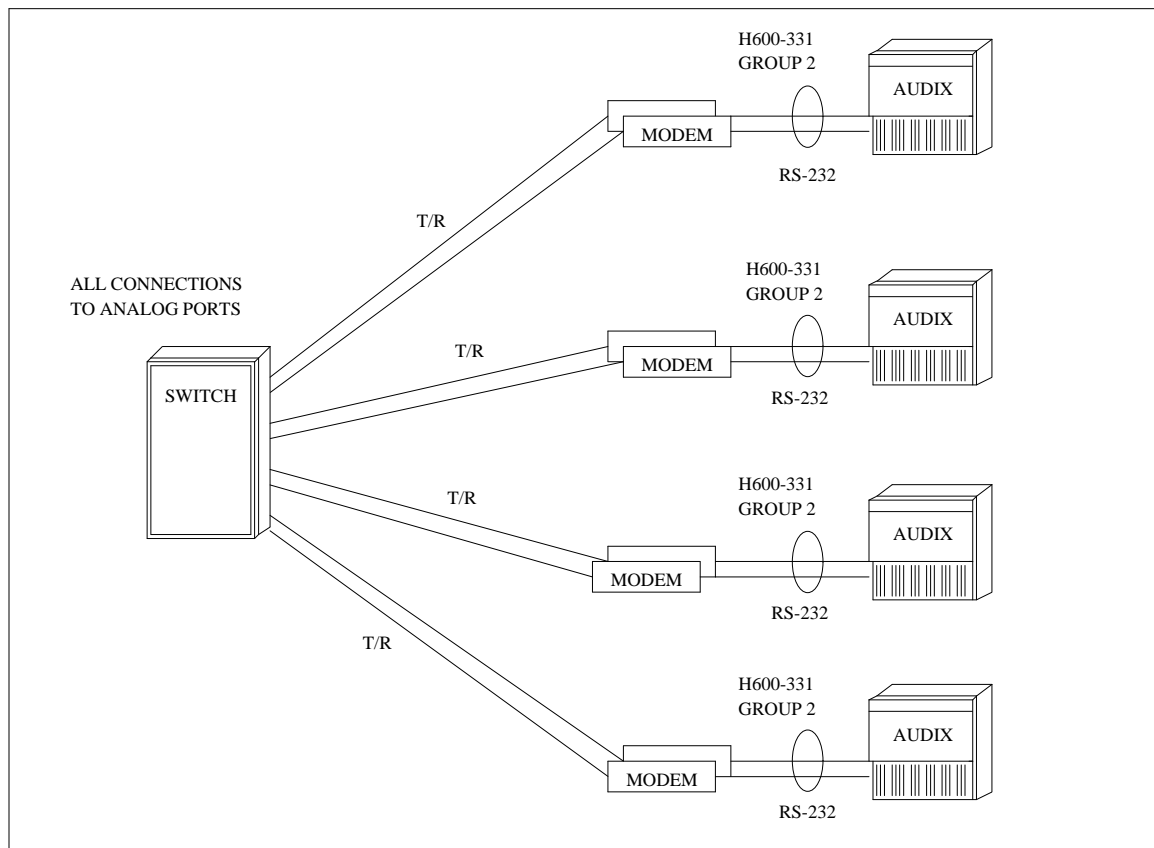 H600-331
GROUP 2
AUDIX
MODEM
RS-232
T/R
ALL CONNECTIONS
TO ANALOG PORTS
H600-331
GROUP 2
AUDIX
T/R
MODEM
RS-232
SWITCH
H600-331
GROUP 2
T/R
AUDIX
MODEM
RS-232
T/R
H600-331
GROUP 2
AUDIX
MODEM
RS-232